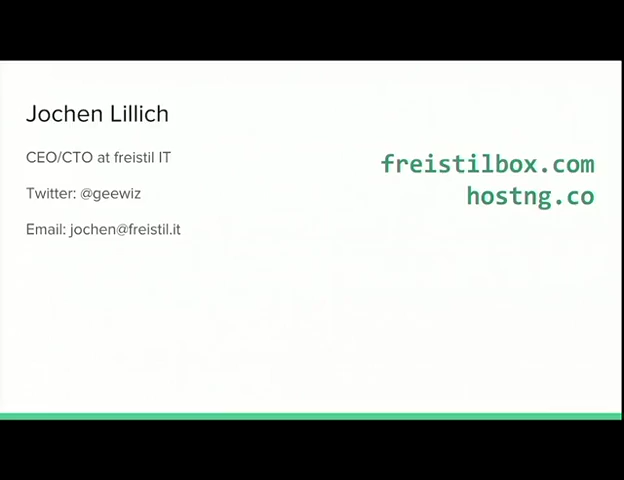 Jochen Lillich
CEO/CTO at freistil IT
Twitter: @geewiz
Email: jochen@freistil.it
freistilbox.com
hostng.co